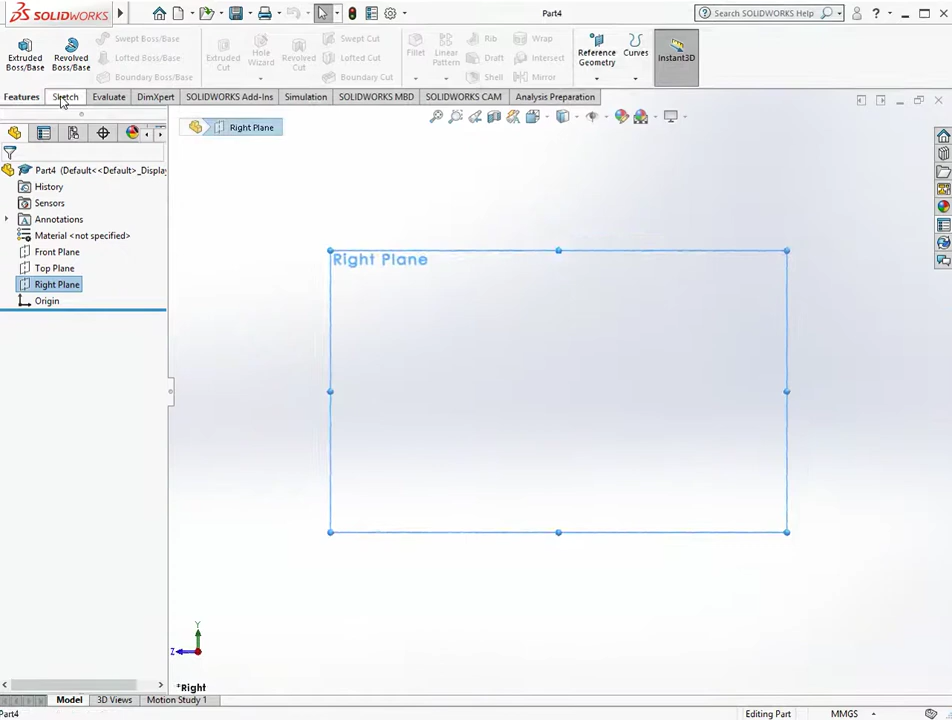 SOLIDWORKS
Part4
Search SOLIDWORKS Help
Extruded Boss/Base
Revolved Boss/Base
Swept Boss/Base
Lofted Boss/Base
Boundary Boss/Base
Extruded Cut
Hole Wizard
Revolved Cut
Swept Cut
Lofted Cut
Boundary Cut
Fillet
Linear Pattern
Rib
Draft
Shell
Wrap
Intersect
Mirror
Reference Geometry
Curves
Instant3D
Features Sketch Evaluate DimXpert SOLIDWORKS Add-Ins Simulation SOLIDWORKS MBD SOLIDWORKS CAM Analysis Preparation
Right Plane
Part4 (Default<<Default>_Displa
History
Sensors
Annotations
Material <not specified>
Front Plane
Top Plane
Right Plane
Origin
Right Plane
Y
Z
*Right
Model 3D Views Motion Study 1
Part4 Editing Part MMGS